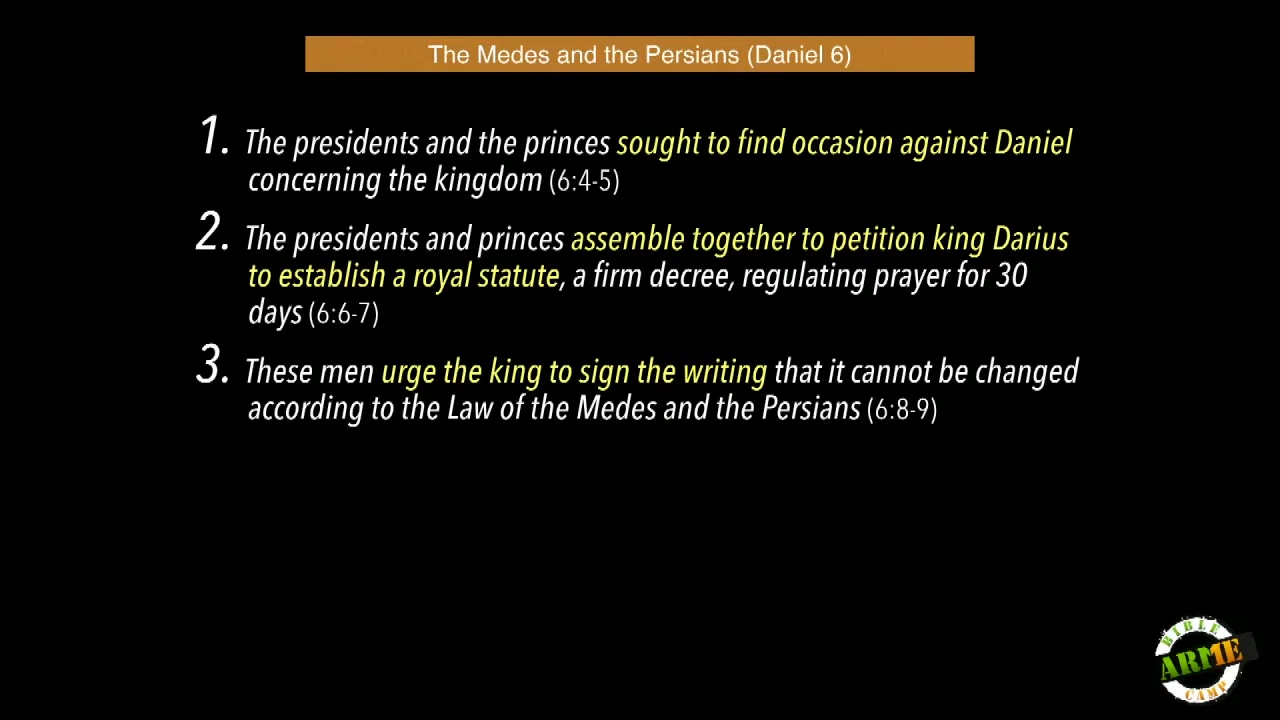 The Medes and the Persians (Daniel 6)
1. The presidents and the princes sought to find occasion against Daniel
concerning the kingdom (6:4-5)
2. The presidents and princes assemble together to petition king Darius
to establish a royal statute, a firm decree, regulating prayer for 30
days (6:6-7)
3. These men urge the king to sign the writing that it cannot be changed
according to the Law of the Medes and the Persians (6:8-9)
BIBLE
ARME
CAMP